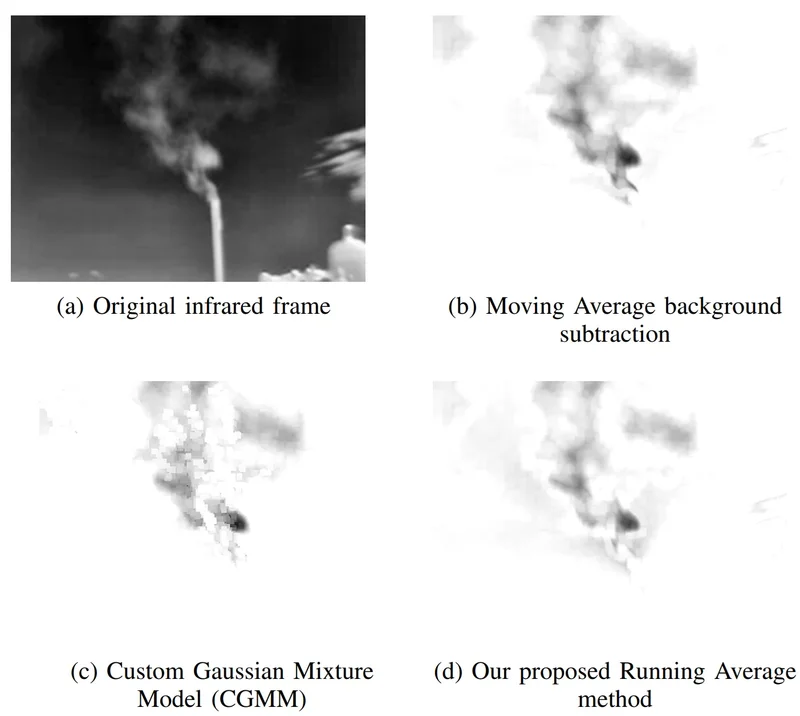 (a) Original infrared frame
(b) Moving Average background
subtraction
(c) Custom Gaussian Mixture
Model (CGMM)
(d) Our proposed Running Average
method